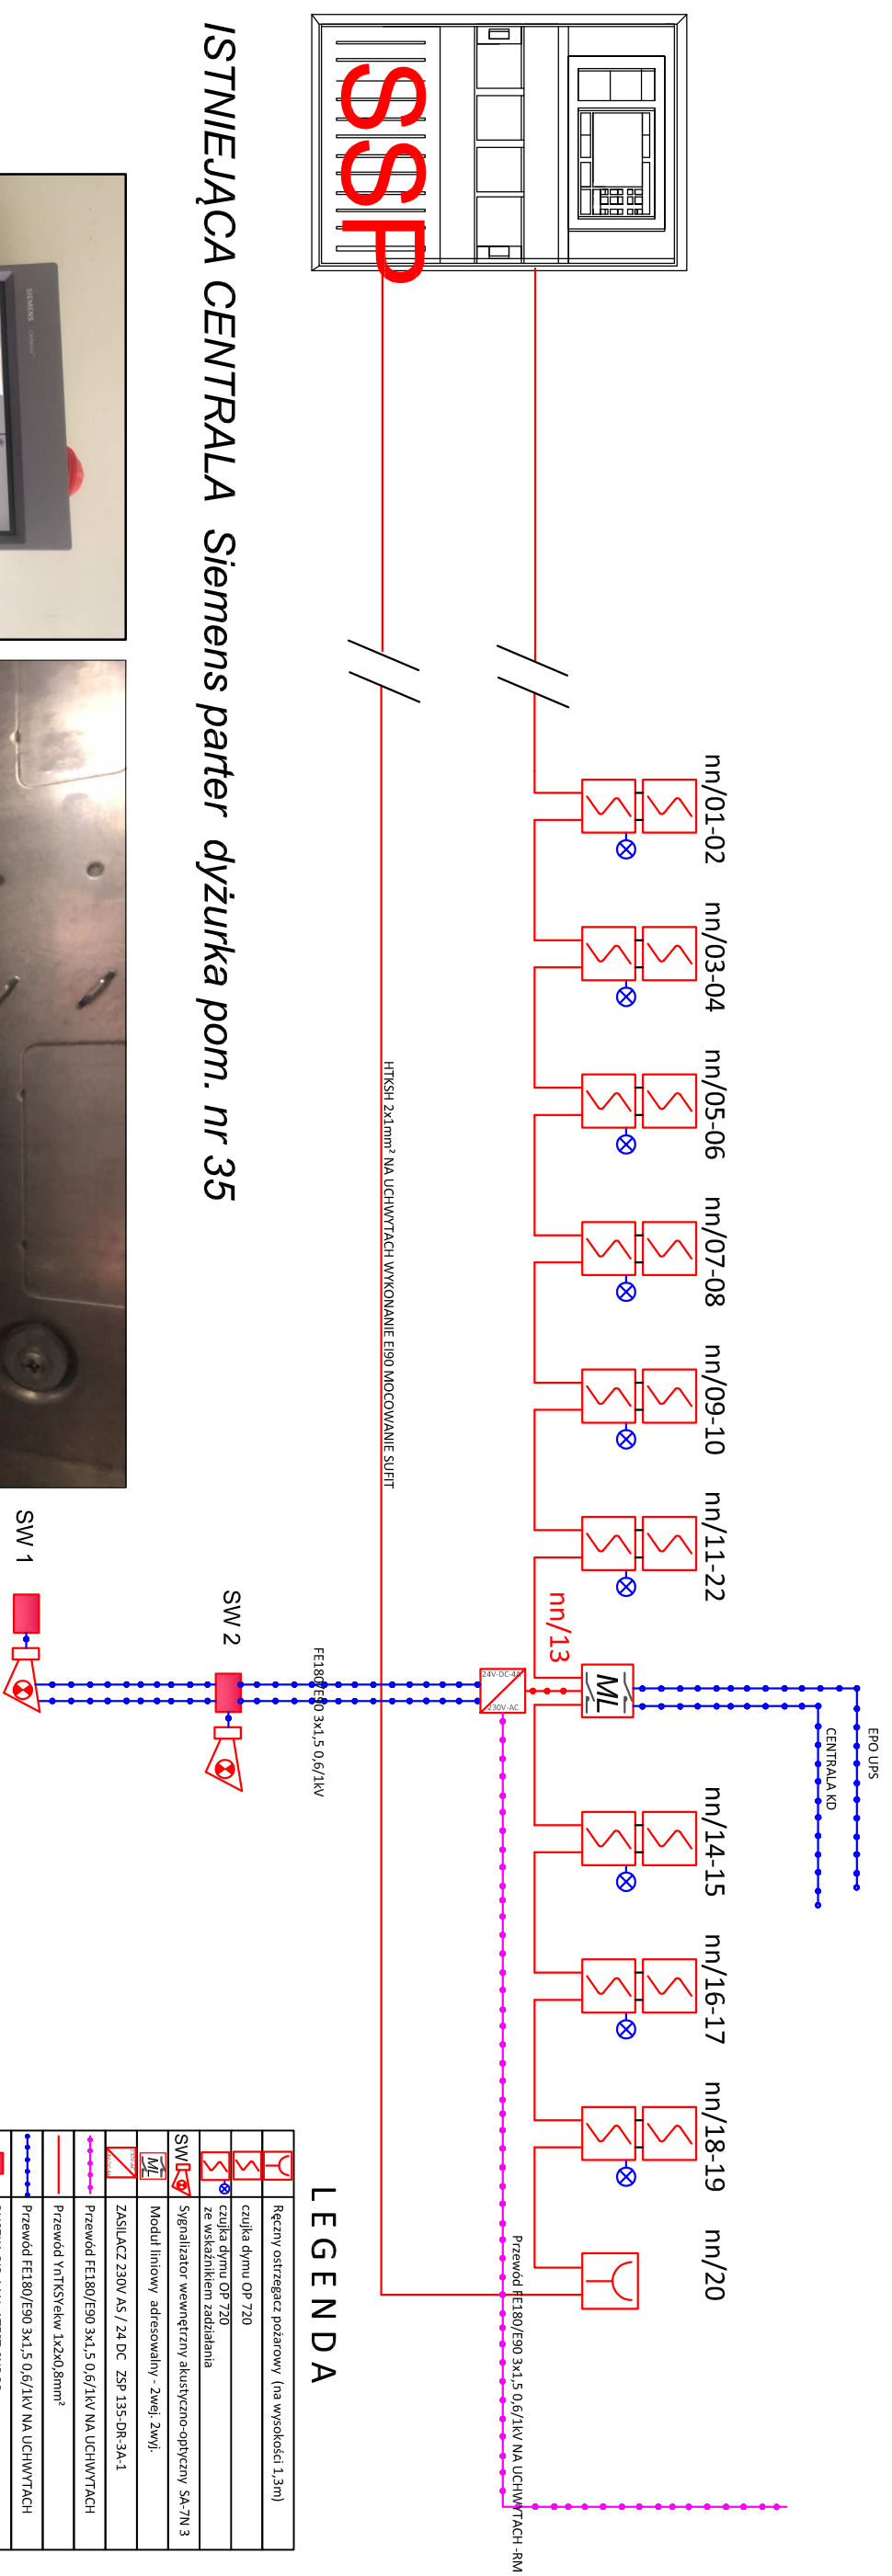 EPO UPS
CENTRALA KD
nn/01-02
nn/03-04
nn/05-06
nn/07-08
nn/09-10
nn/11-22
nn/14-15
nn/16-17
nn/18-19
nn/20
ML
nn/13
24V-DC-4A
230V-AC
Przewód FE180/E90 3x1,5 0,6/1kV NA UCHWYTACH -RM
SSP
HTKSH 2x1mm² NA UCHWYTACH WYKONANIE EI90 MOCOWANIE SUFIT
FE180/E90 3x1,5 0,6/1kV
ISTNIEJĄCA CENTRALA Siemens parter dyżurka pom. nr 35
SW 2
SW 1
SIEMENS
LEGENDA
Ręczny ostrzegacz pożarowy (na wysokości 1,3m)
czujka dymu OP 720
czujka dymu OP 720
ze wskaźnikiem zadziałania
SW Sygnalizator wewnętrzny akustyczno-optyczny SA-7N 3
ML Moduł liniowy adresowalny - 2wej. 2wyj.
ZASILACZ 230V AS / 24 DC ZSP 135-DR-3A-1
Przewód FE180/E90 3x1,5 0,6/1kV NA UCHWYTACH
Przewód YnTKSYekw 1x2x0,8mm²
Przewód FE180/E90 3x1,5 0,6/1kV NA UCHWYTACH